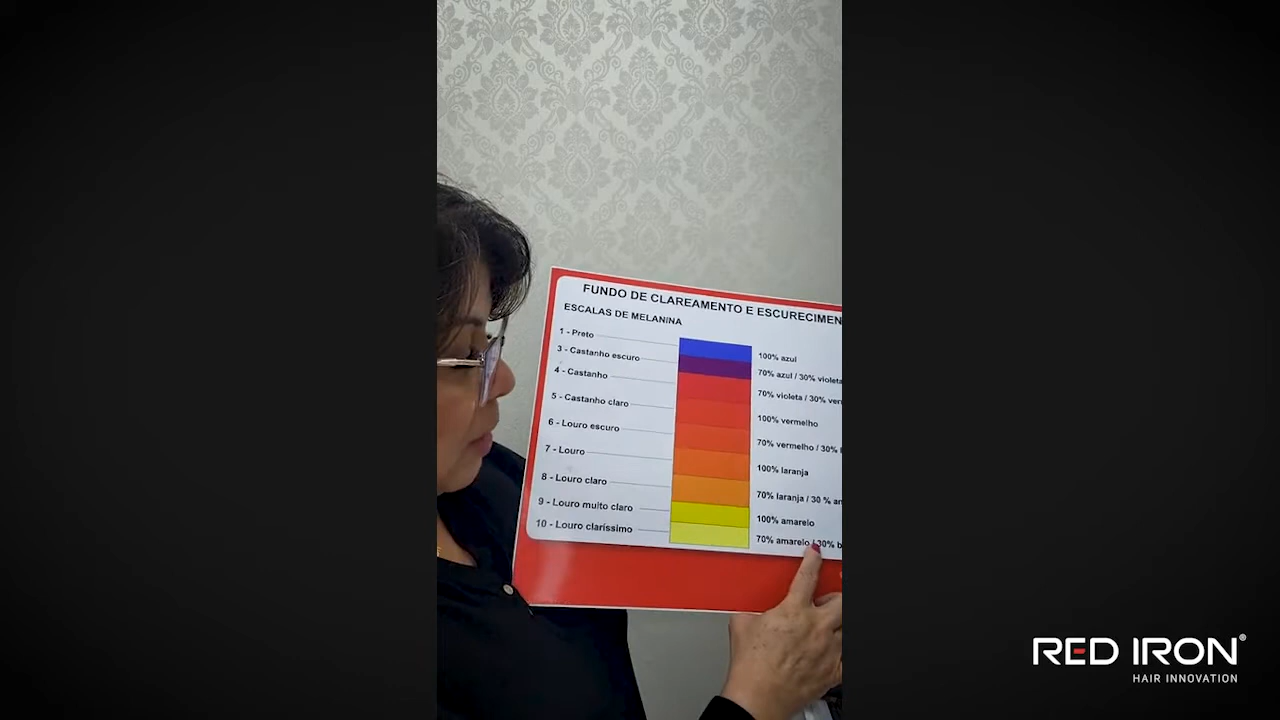 FUNDO DE CLAREAMENTO E ESCURECIMEN
ESCALAS DE MELANINA
1 - Preto 100% azul
3 - Castanho escuro 70% azul / 30% violeta
4 - Castanho 70% violeta / 30% ver
5 - Castanho claro 100% vermelho
6 - Louro escuro 70% vermelho / 30%
7 - Louro 100% laranja
8 - Louro claro 70% laranja / 30 % am
9 - Louro muito claro 100% amarelo
10 - Louro claríssimo 70% amarelo / 30% b
RED IRON®
HAIR INNOVATION